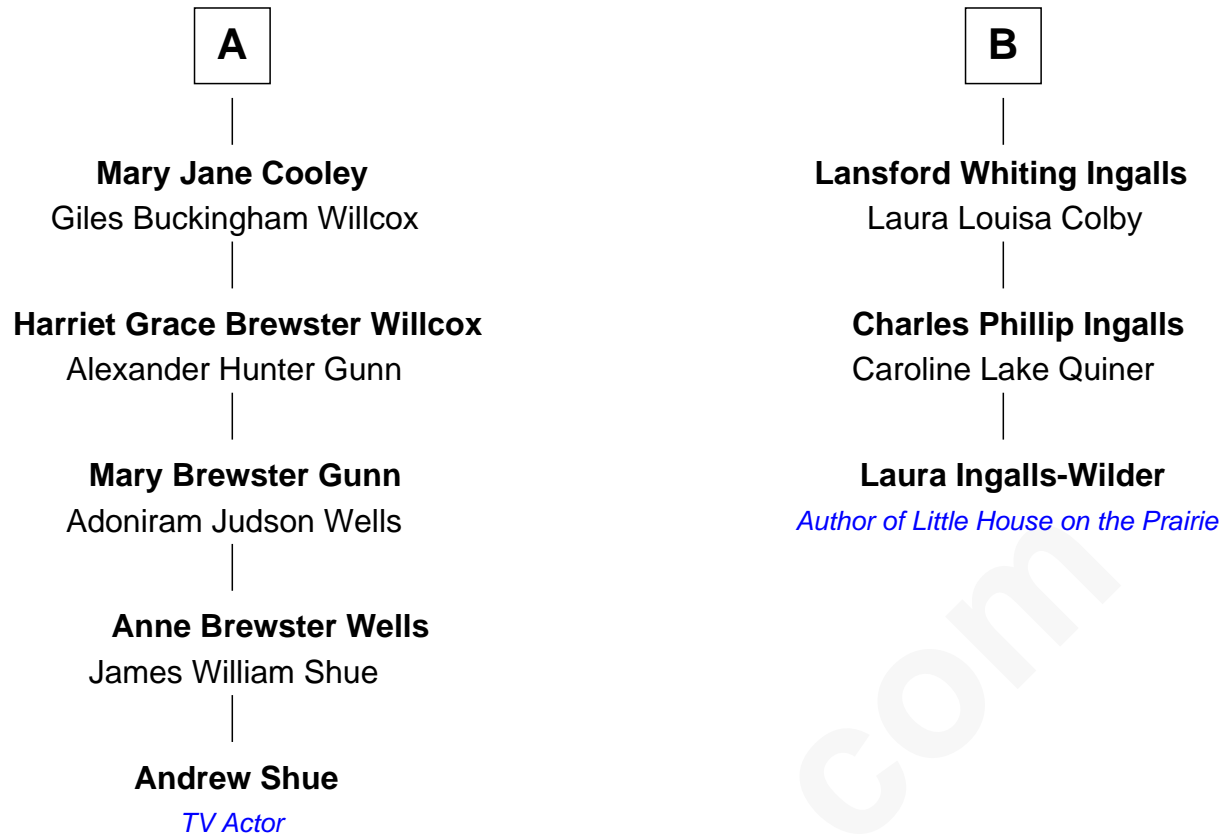 A
Mary Jane Cooley
Giles Buckingham Willcox
Harriet Grace Brewster Willcox
Alexander Hunter Gunn
Mary Brewster Gunn
Adoniram Judson Wells
Anne Brewster Wells
James William Shue
Andrew Shue
TV Actor
B
Lansford Whiting Ingalls
Laura Louisa Colby
Charles Phillip Ingalls
Caroline Lake Quiner
Laura Ingalls-Wilder
Author of Little House on the Prairie
com